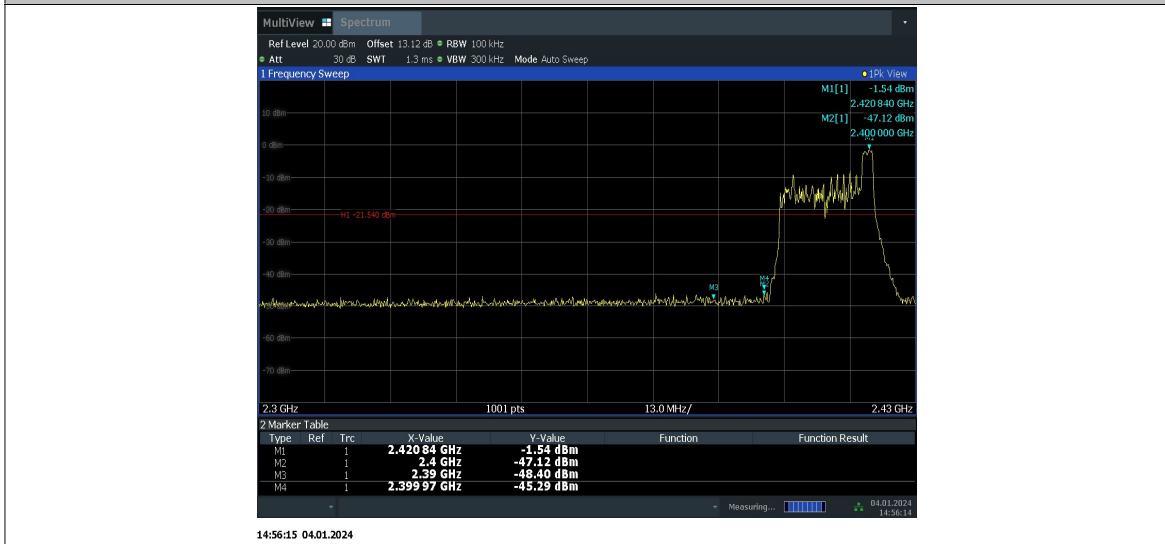 MultiView Spectrum
Ref Level 20.00 dBm Offset 13.12 dB RBW 100 kHz
Att 30 dB SWT 1.3 ms VBW 300 kHz Mode Auto Sweep
1 Frequency Sweep 1Pk View
M1[1] -1.54 dBm
2.420 840 GHz
M2[1] -47.12 dBm
2.400 000 GHz
10 dBm
0 dBm
M1
-10 dBm
-20 dBm
H1 -21.540 dBm
-30 dBm
-40 dBm
M4
M3
-50 dBm
-60 dBm
-70 dBm
2.3 GHz 1001 pts 13.0 MHz/ 2.43 GHz
2 Marker Table
Type Ref Trc X-Value Y-Value Function Function Result
M1 1 2.420 84 GHz -1.54 dBm
M2 1 2.4 GHz -47.12 dBm
M3 1 2.39 GHz -48.40 dBm
M4 1 2.399 97 GHz -45.29 dBm
Measuring... 04.01.2024
14:56:14
14:56:15 04.01.2024